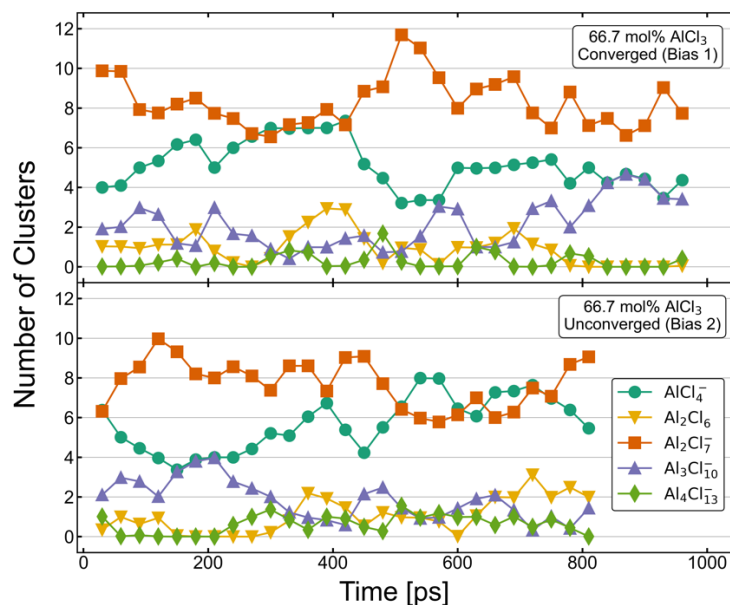 66.7 mol% AlCl₃
Converged (Bias 1)
12
10
8
6
4
2
0
66.7 mol% AlCl₃
Unconverged (Bias 2)
12
10
8
6
4
2
0
AlCl₄⁻
Al₂Cl₆
Al₂Cl₇⁻
Al₃Cl₁₀⁻
Al₄Cl₁₃⁻
0 200 400 600 800 1000
Time [ps]
Number of Clusters